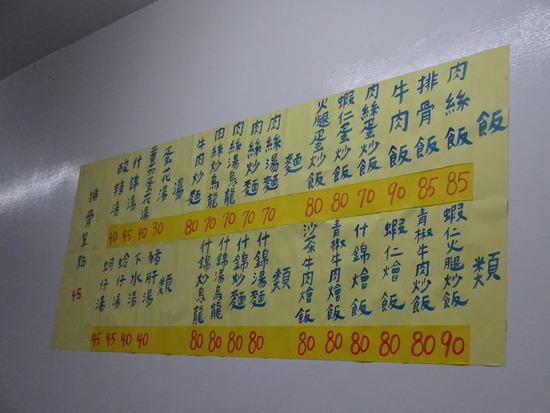 飯類
肉絲飯 85
排骨飯 85
牛肉飯 90
肉絲蛋炒飯 70
蝦仁蛋炒飯 80
火腿蛋炒飯 80
蝦仁火腿炒飯 90
青椒牛肉炒飯 80
蝦仁燴飯 80
什錦燴飯 80
青椒牛肉燴飯 80
沙茶牛肉燴飯 80
麵類
肉絲湯麵 70
肉絲炒麵 70
肉絲湯烏龍 70
肉絲炒烏龍 70
牛肉炒麵 80
什錦湯麵 80
什錦炒麵 80
什錦湯烏龍 80
什錦炒烏龍 80
湯類
蛋花湯 30
蛋花湯 40
什錦湯 45
酸辣湯 40
豬肝湯 40
下水湯 40
蛤仔湯 45
蚵仔湯 45
排骨單點 45